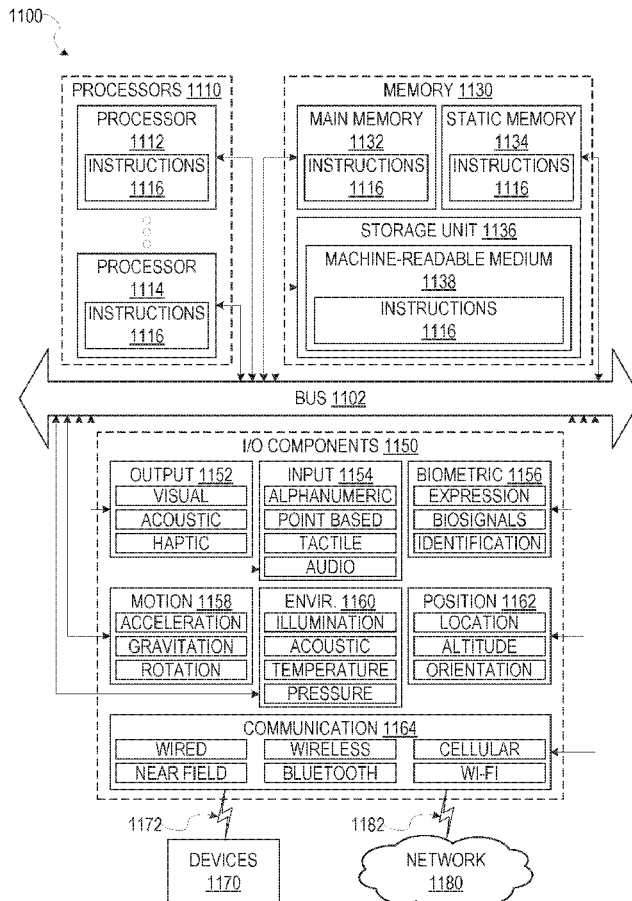 1100
PROCESSORS 1110
PROCESSOR
1112
INSTRUCTIONS
1116
PROCESSOR
1114
INSTRUCTIONS
1116
MEMORY 1130
MAIN MEMORY
1132
INSTRUCTIONS
1116
STATIC MEMORY
1134
INSTRUCTIONS
1116
STORAGE UNIT 1136
MACHINE-READABLE MEDIUM
1138
INSTRUCTIONS
1116
BUS 1102
I/O COMPONENTS 1150
OUTPUT 1152
VISUAL
ACOUSTIC
HAPTIC
INPUT 1154
ALPHANUMERIC
POINT BASED
TACTILE
AUDIO
BIOMETRIC 1156
EXPRESSION
BIOSIGNALS
IDENTIFICATION
MOTION 1158
ACCELERATION
GRAVITATION
ROTATION
ENVIR. 1160
ILLUMINATION
ACOUSTIC
TEMPERATURE
PRESSURE
POSITION 1162
LOCATION
ALTITUDE
ORIENTATION
COMMUNICATION 1164
WIRED
WIRELESS
CELLULAR
NEAR FIELD
BLUETOOTH
WI-FI
1172
1182
DEVICES
1170
NETWORK
1180